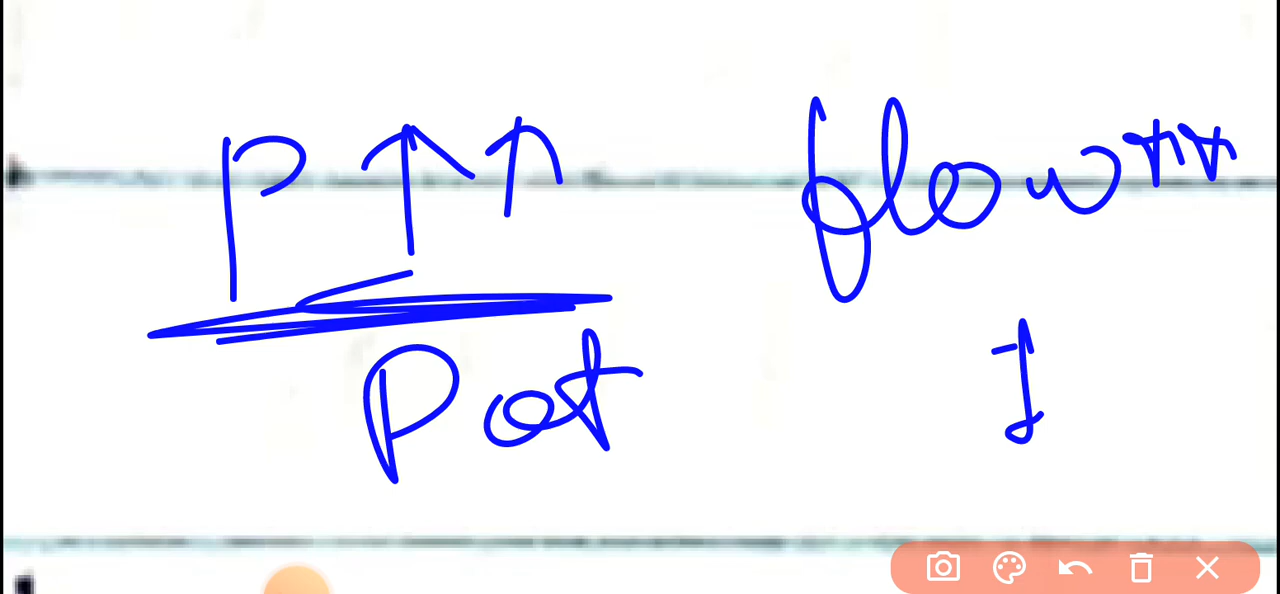 P ↑ ↑ flow ↑↑
Pot I